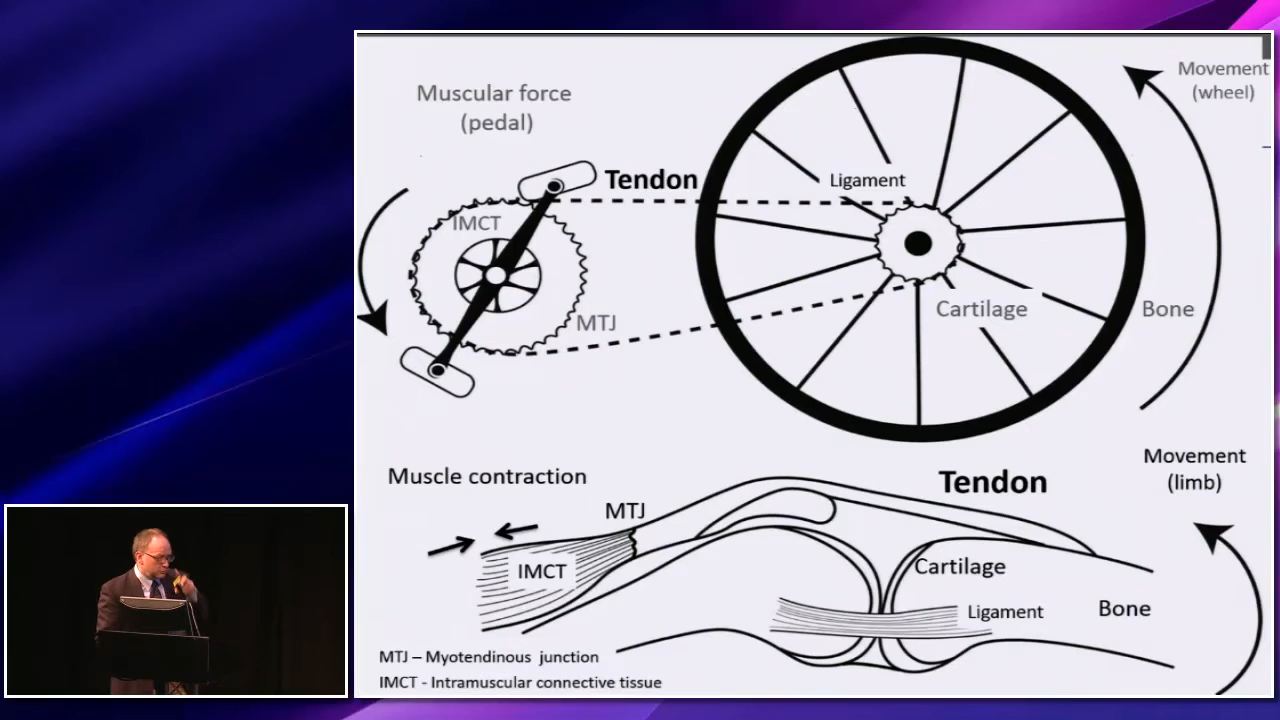 Muscular force
(pedal)
Movement
(wheel)
Tendon
Ligament
IMCT
MTJ
Cartilage
Bone
Muscle contraction
Movement
(limb)
Tendon
MTJ
IMCT
Cartilage
Ligament
Bone
MTJ – Myotendinous junction
IMCT - Intramuscular connective tissue